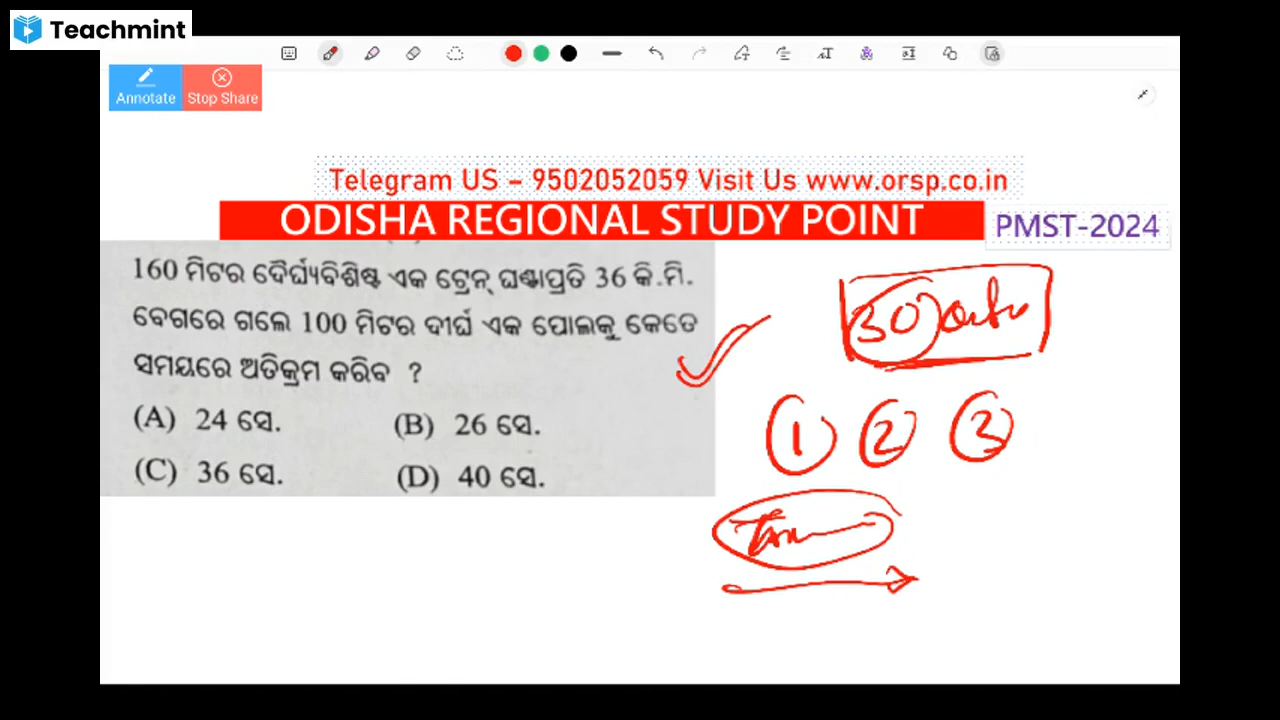 Teachmint
Annotate
Stop Share
Telegram US – 9502052059 Visit Us www.orsp.co.in
ODISHA REGIONAL STUDY POINT
PMST-2024
160 ମିଟର ଦୈର୍ଘ୍ୟବିଶିଷ୍ଟ ଏକ ଟ୍ରେନ୍ ଘଣ୍ଟାପ୍ରତି 36 କି.ମି.
ବେଗରେ ଗଲେ 100 ମିଟର ଦୀର୍ଘ ଏକ ପୋଲକୁ କେତେ
ସମୟରେ ଅତିକ୍ରମ କରିବ ?
(A) 24 ସେ. (B) 26 ସେ.
(C) 36 ସେ. (D) 40 ସେ.
30
1 2 3